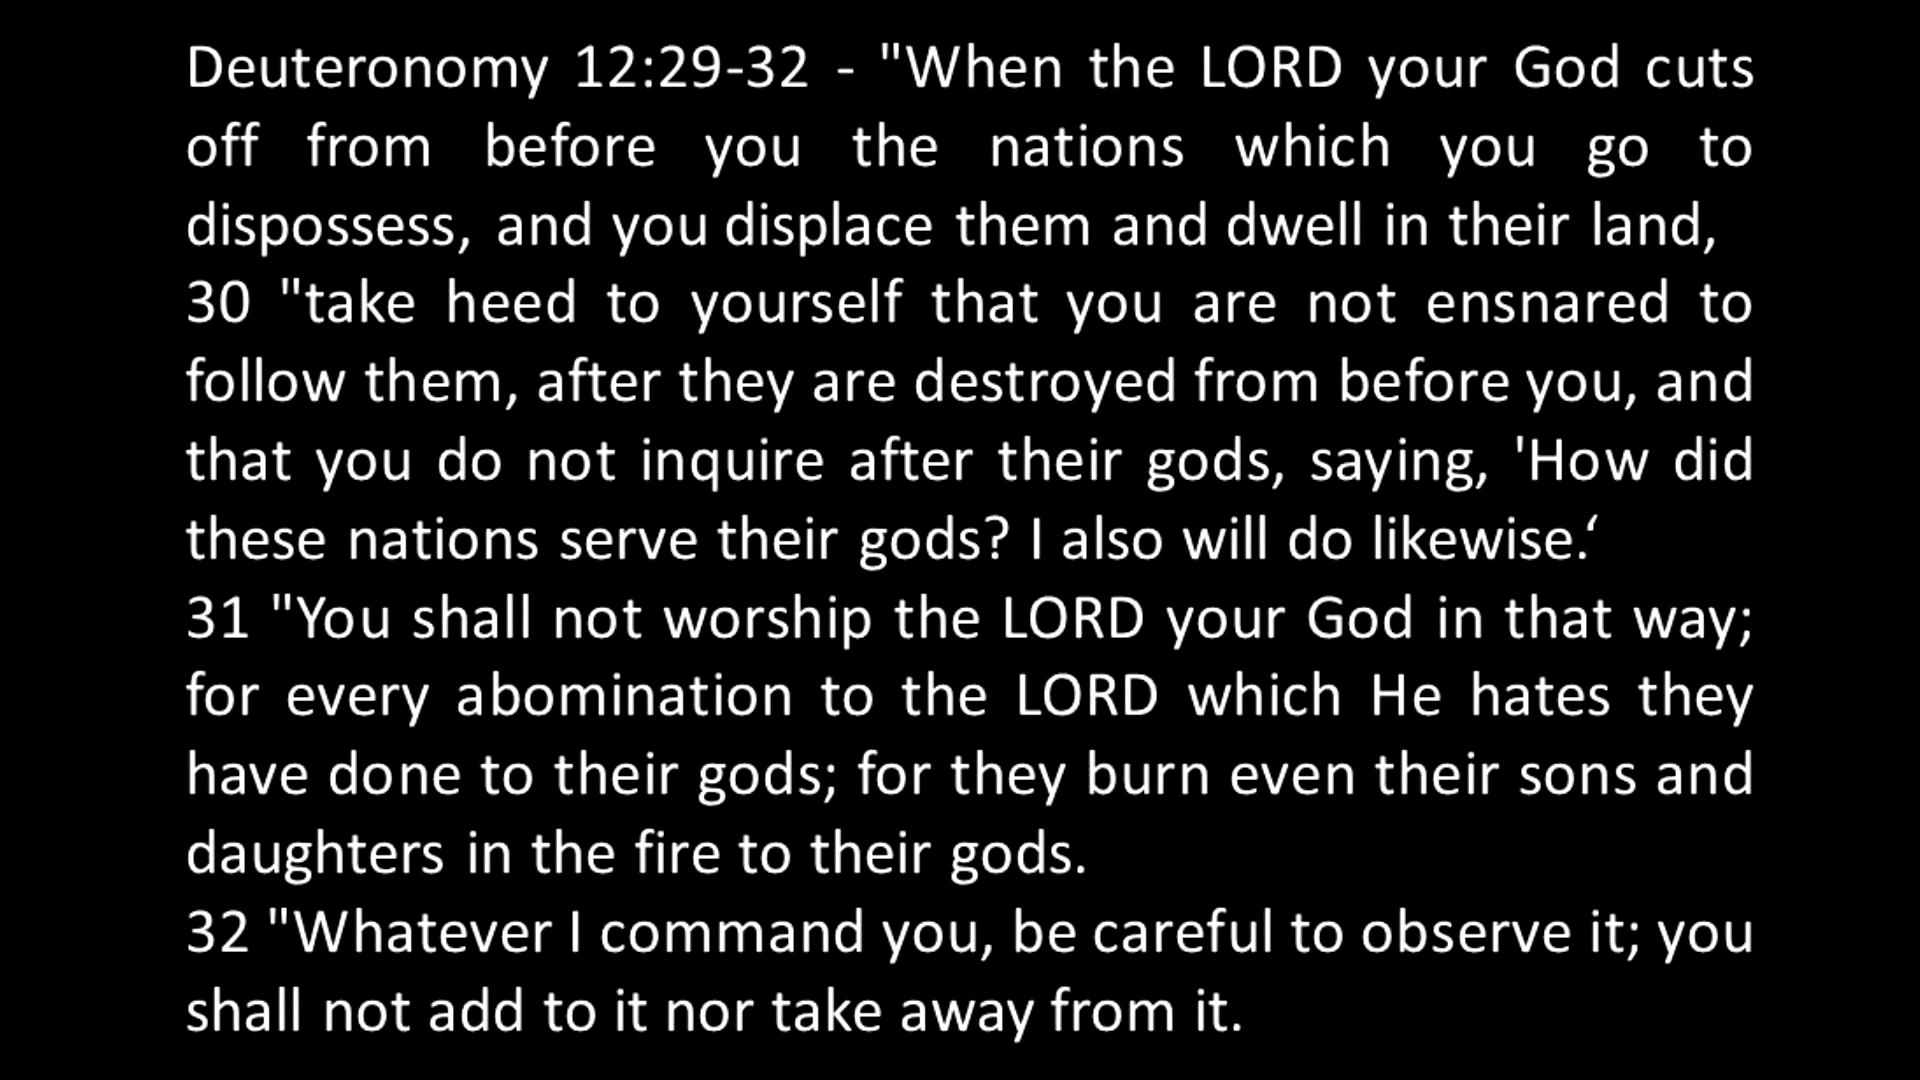 Deuteronomy 12:29-32 - "When the LORD your God cuts
off from before you the nations which you go to
dispossess, and you displace them and dwell in their land,
30 "take heed to yourself that you are not ensnared to
follow them, after they are destroyed from before you, and
that you do not inquire after their gods, saying, 'How did
these nations serve their gods? I also will do likewise.‘
31 "You shall not worship the LORD your God in that way;
for every abomination to the LORD which He hates they
have done to their gods; for they burn even their sons and
daughters in the fire to their gods.
32 "Whatever I command you, be careful to observe it; you
shall not add to it nor take away from it.